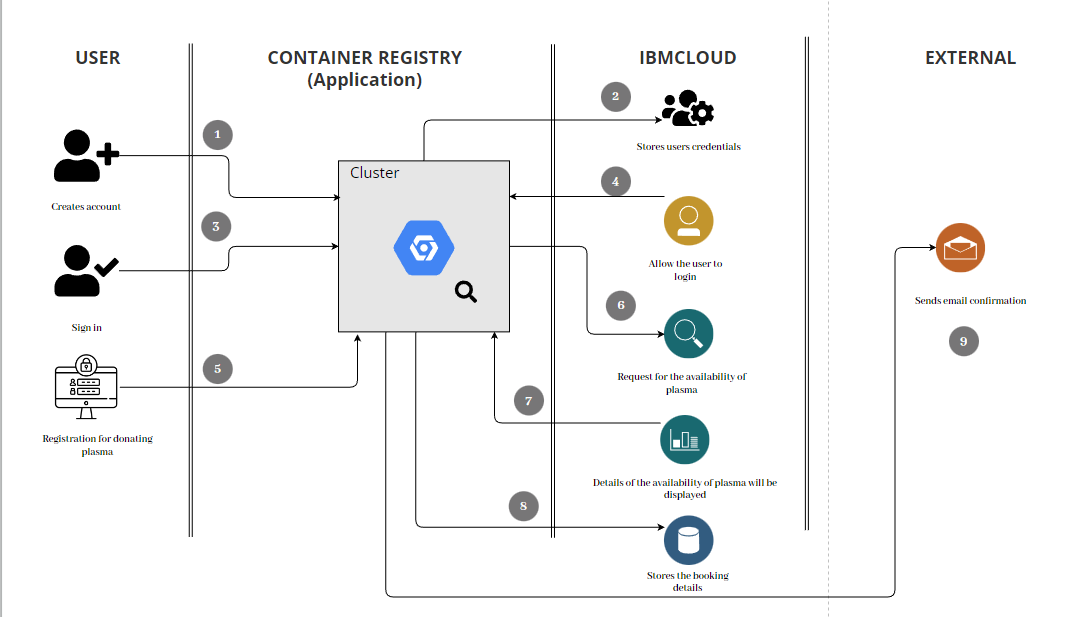 USER
CONTAINER REGISTRY
(Application)
IBMCLOUD
EXTERNAL
1
Creates account
3
Sign in
5
Registration for donating
plasma
Cluster
2
Stores users credentials
4
Allow the user to
login
6
Request for the availability of
plasma
7
Details of the availability of plasma will be
displayed
8
Stores the booking
details
Sends email confirmation
9